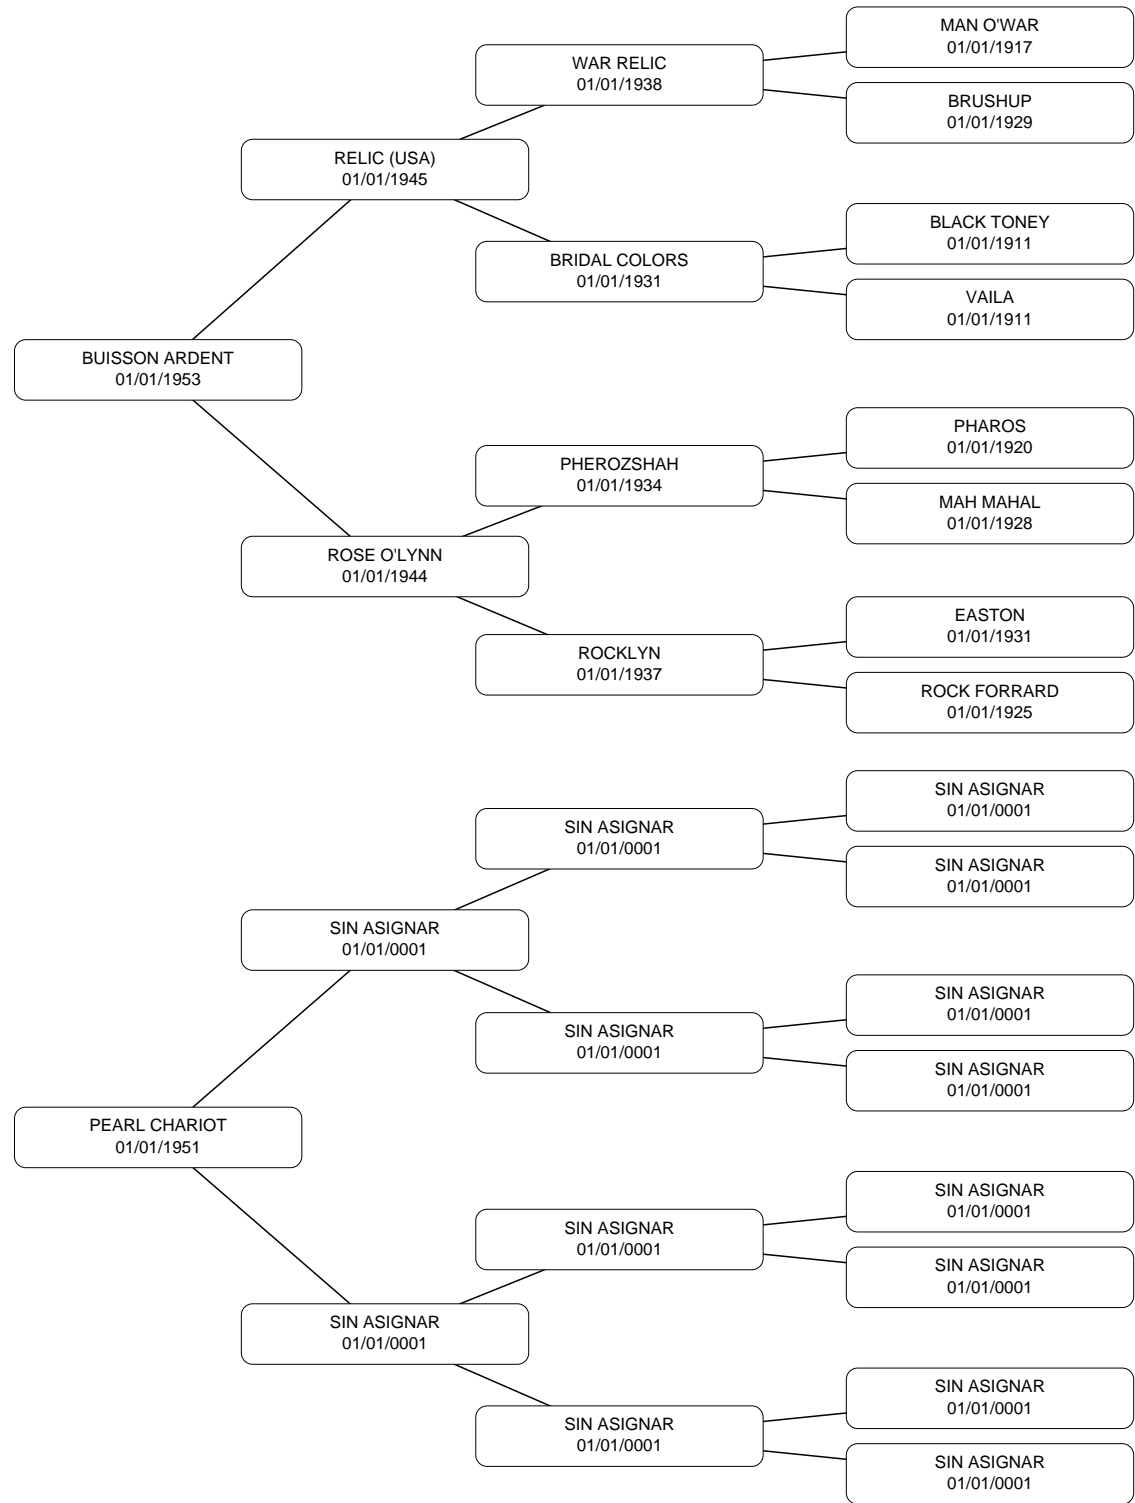 MAN O'WAR
01/01/1917
WAR RELIC
01/01/1938
BRUSHUP
01/01/1929
RELIC (USA)
01/01/1945
BLACK TONEY
01/01/1911
BRIDAL COLORS
01/01/1931
VAILA
01/01/1911
BUISSON ARDENT
01/01/1953
PHAROS
01/01/1920
PHEROZSHAH
01/01/1934
MAH MAHAL
01/01/1928
ROSE O'LYNN
01/01/1944
EASTON
01/01/1931
ROCKLYN
01/01/1937
ROCK FORRARD
01/01/1925
SIN ASIGNAR
01/01/0001
SIN ASIGNAR
01/01/0001
SIN ASIGNAR
01/01/0001
SIN ASIGNAR
01/01/0001
SIN ASIGNAR
01/01/0001
SIN ASIGNAR
01/01/0001
SIN ASIGNAR
01/01/0001
PEARL CHARIOT
01/01/1951
SIN ASIGNAR
01/01/0001
SIN ASIGNAR
01/01/0001
SIN ASIGNAR
01/01/0001
SIN ASIGNAR
01/01/0001
SIN ASIGNAR
01/01/0001
SIN ASIGNAR
01/01/0001
SIN ASIGNAR
01/01/0001